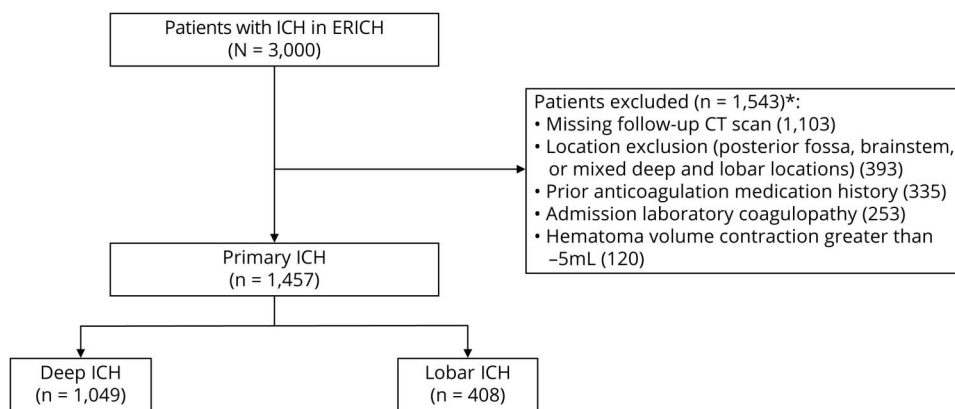 Patients with ICH in ERICH
(N = 3,000)
Patients excluded (n = 1,543)*:
• Missing follow-up CT scan (1,103)
• Location exclusion (posterior fossa, brainstem,
or mixed deep and lobar locations) (393)
• Prior anticoagulation medication history (335)
• Admission laboratory coagulopathy (253)
• Hematoma volume contraction greater than
–5mL (120)
Primary ICH
(n = 1,457)
Deep ICH
(n = 1,049)
Lobar ICH
(n = 408)